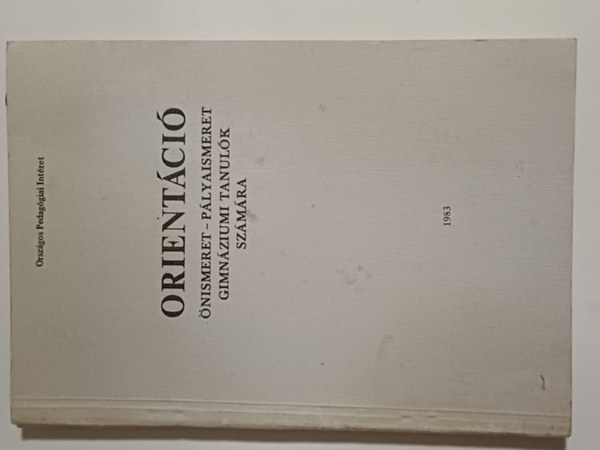 Országos Pedagógiai Intézet
ORIENTÁCIÓ
ÖNISMERET – PÁLYAISMERET
GIMNÁZIUMI TANULÓK
SZÁMÁRA
1983